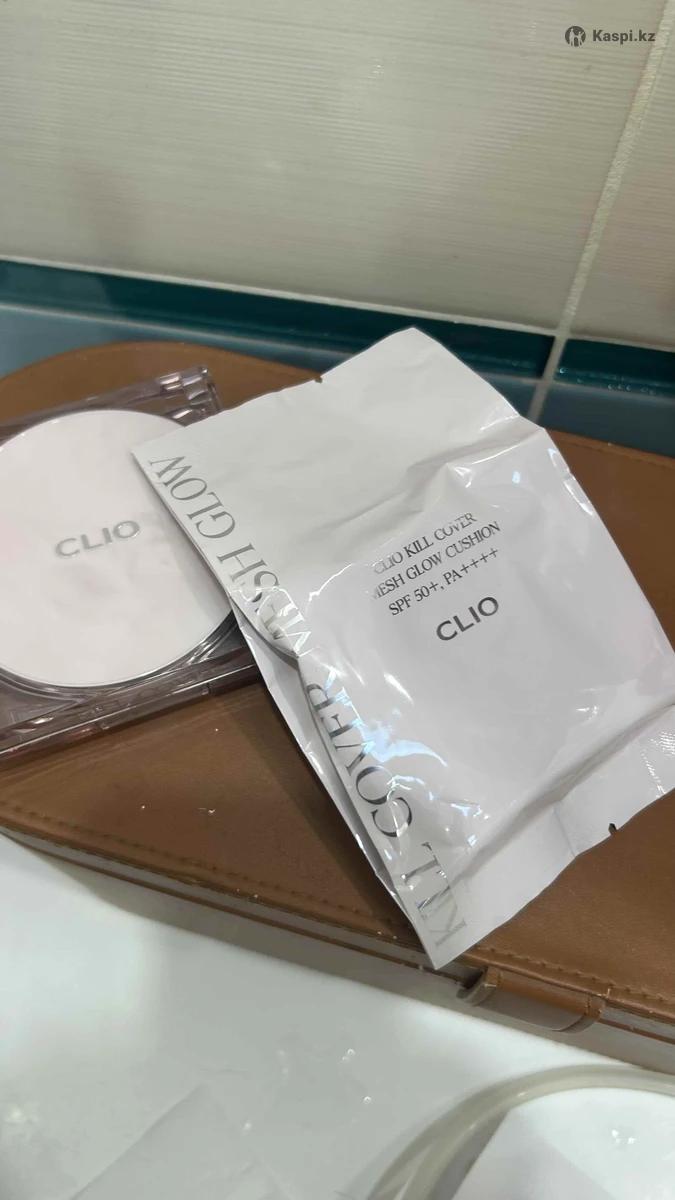 Kaspi.kz
CLIO
KILL COVER MESH GLOW
CLIO KILL COVER
MESH GLOW CUSHION
SPF 50+, PA++++
CLIO